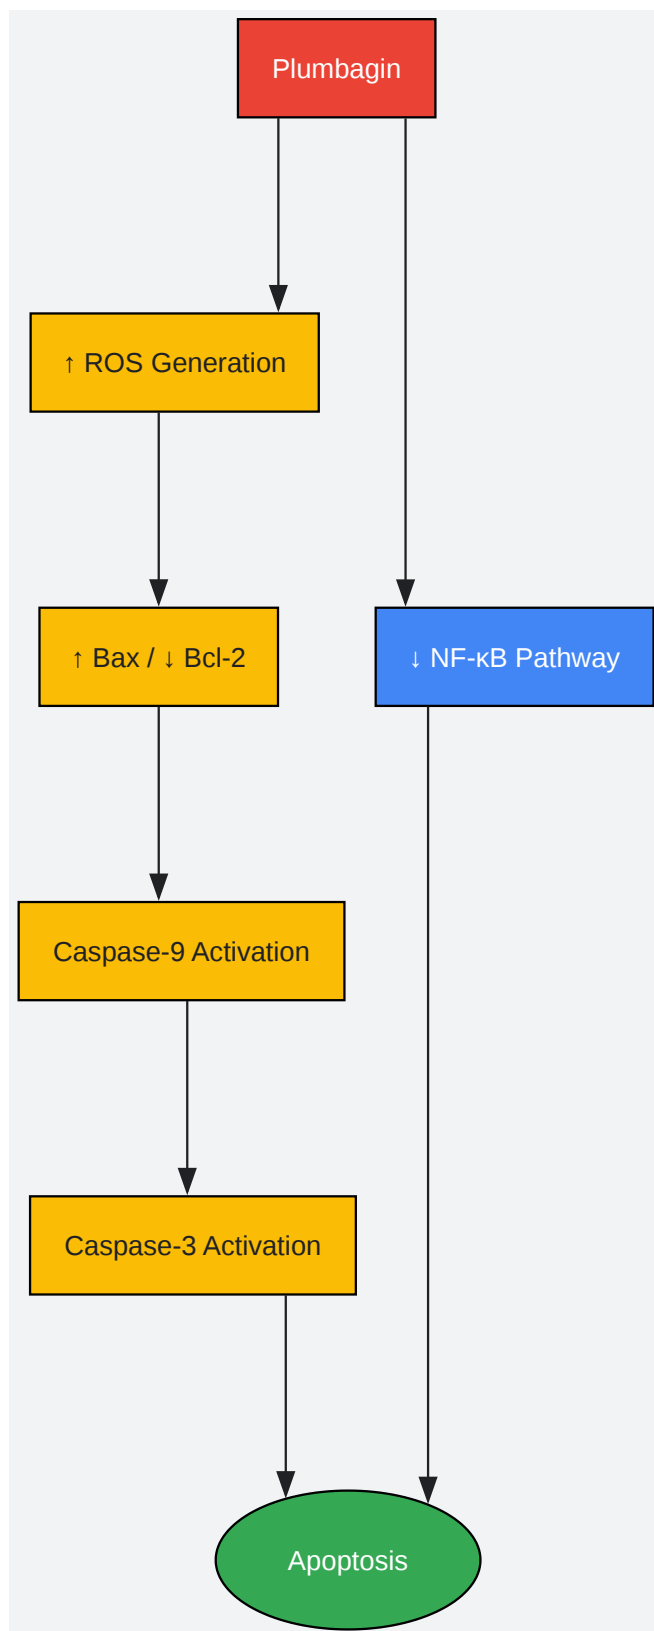 Plumbagin
↑ ROS Generation
↑ Bax / ↓ Bcl-2
↓ NF-κB Pathway
Caspase-9 Activation
Caspase-3 Activation
Apoptosis